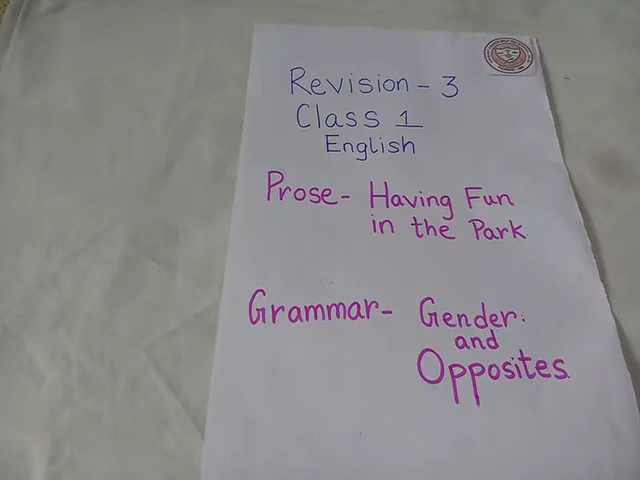 Revision - 3
Class 1
English
Prose- Having Fun
in the Park
Grammar- Gender.
and
Opposites.